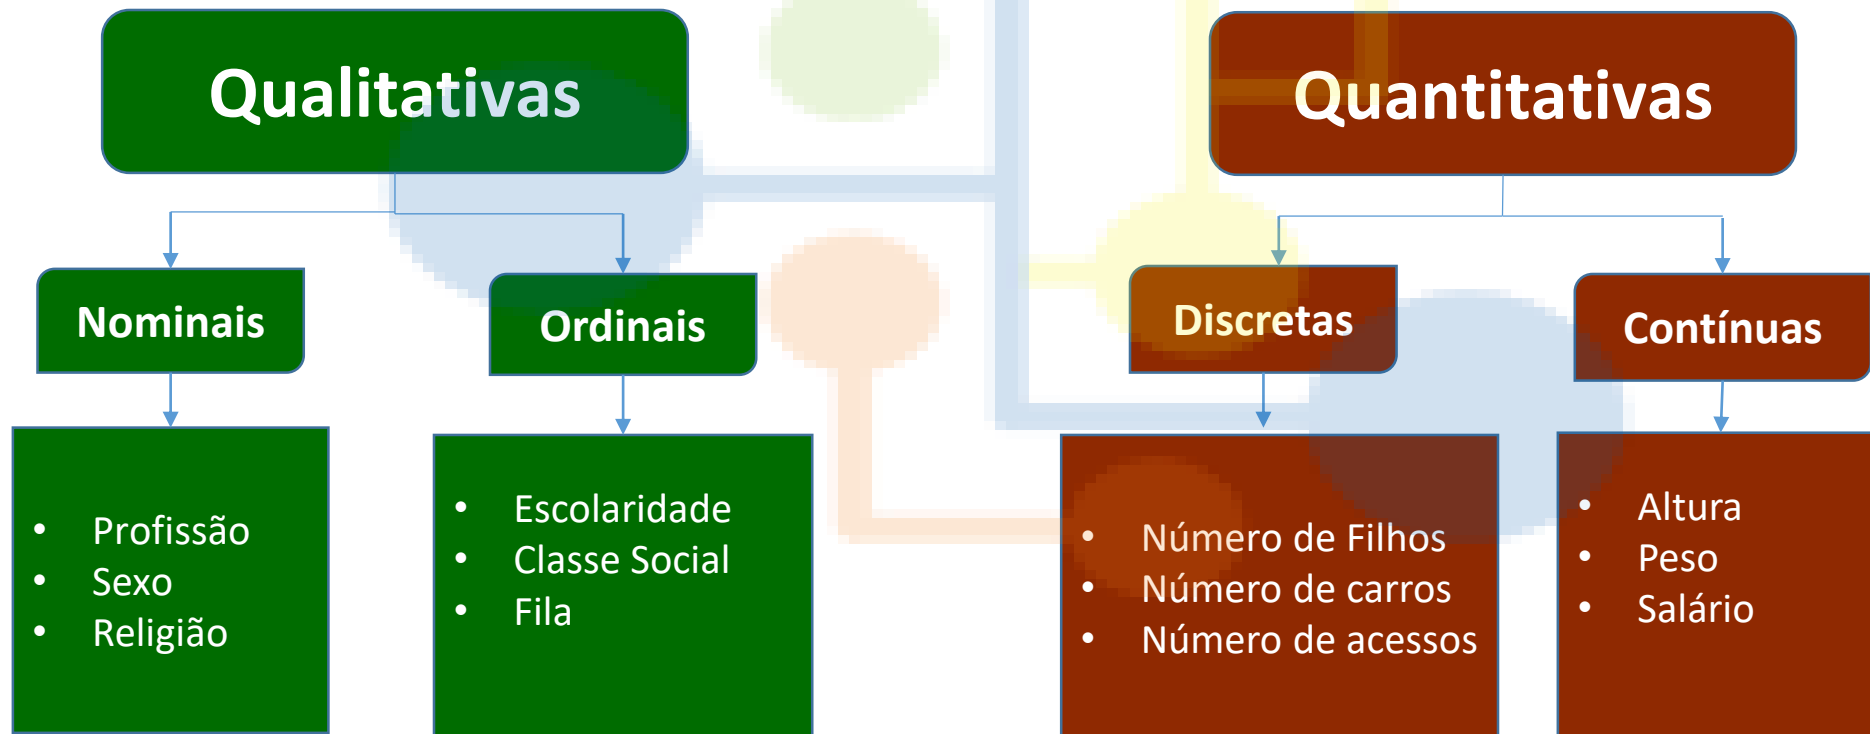 Qualitativas
Quantitativas
Nominais
Ordinais
Discretas
Contínuas
• Profissão
• Sexo
• Religião
• Escolaridade
• Classe Social
• Fila
• Número de Filhos
• Número de carros
• Número de acessos
• Altura
• Peso
• Salário